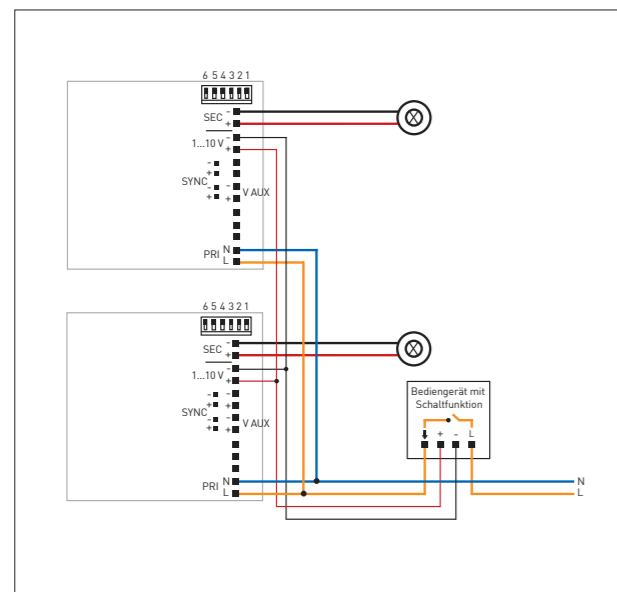 6 5 4 3 2 1
-
SEC +
-
1...10 V +
-
+
SYNC - -
+ + V AUX
N
PRI L
6 5 4 3 2 1
-
SEC +
-
1...10 V +
- -
+ +
SYNC - -
+ + V AUX
N
PRI L
Bediengerät mit
Schaltfunktion
+ - L
N
L